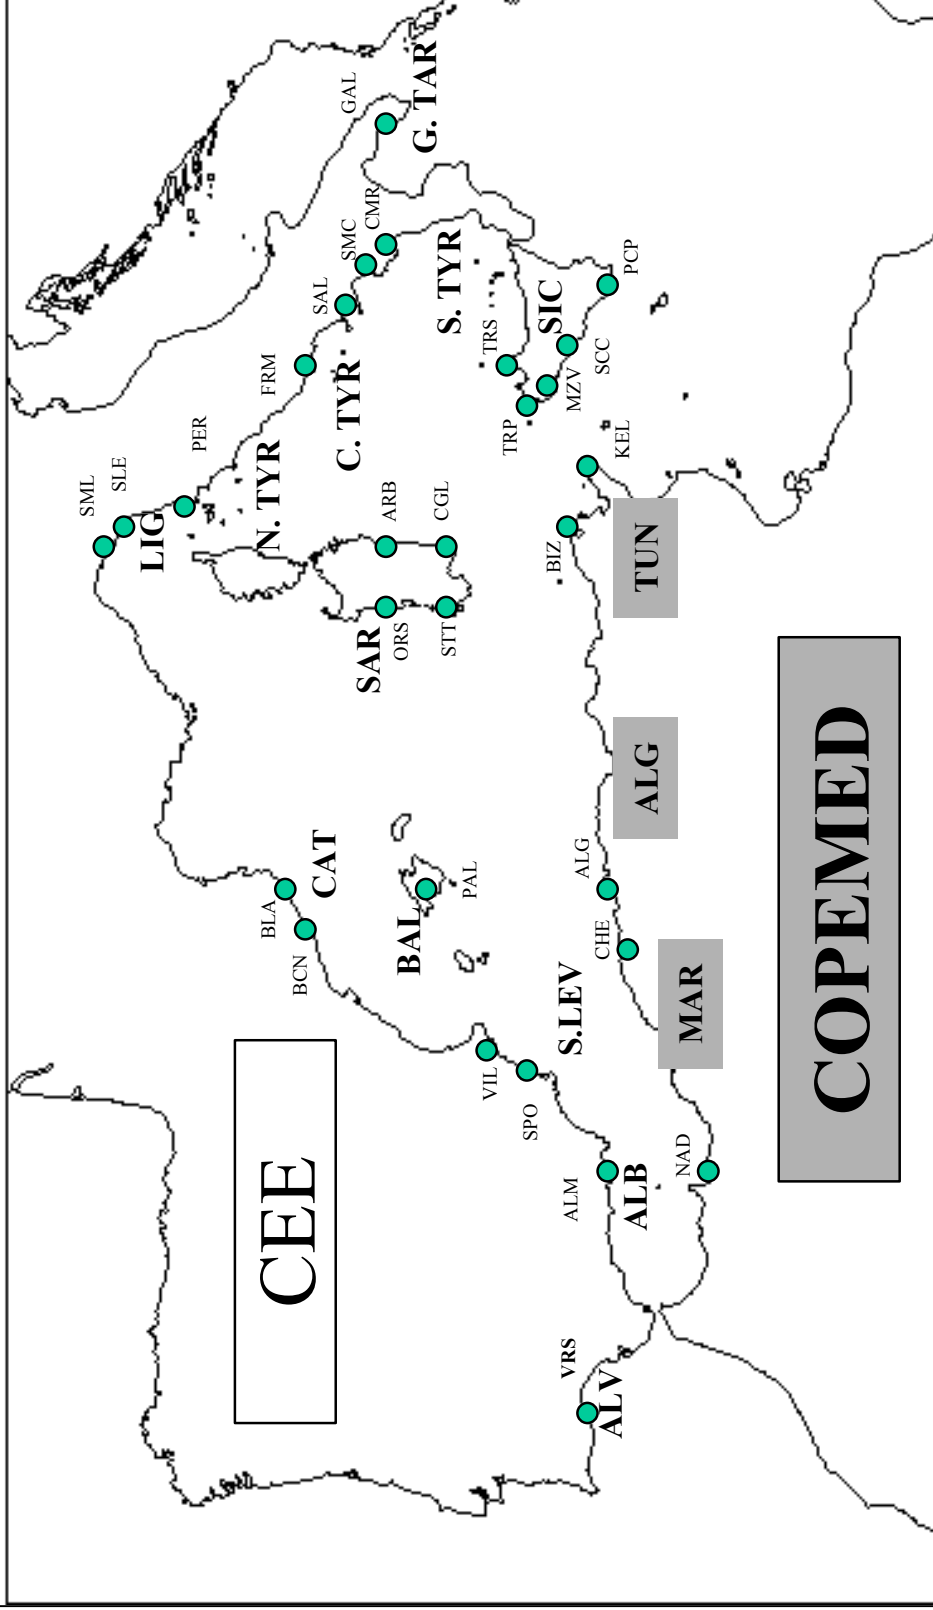 SML
SLE
LIG
PER
N. TYR
FRM
C. TYR
SAL
SMC
CMR
GAL
G. TAR
S. TYR
TRS
SIC
TRP
MZV
SCC
PCP
ARB
CGL
SAR
ORS
STT
BLA
CAT
BCN
BAL
PAL
VIL
SPO
S.LEV
ALM
ALB
VRS
ALV
NAD
MAR
CHE
ALG
ALG
BIZ
TUN
KEL
CEE
COPEMED